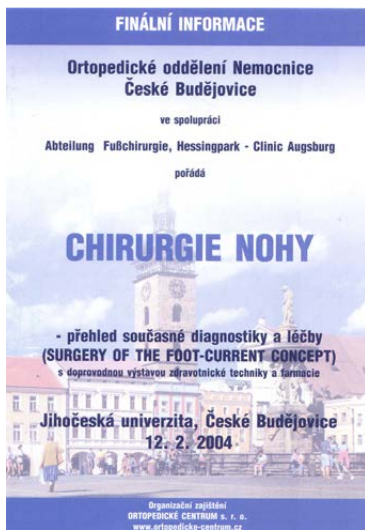 FINÁLNÍ INFORMACE
Ortopedické oddělení Nemocnice
České Budějovice
ve spolupráci
Abteilung Fußchirurgie, Hessingpark - Clinic Augsburg
pořádá
CHIRURGIE NOHY
- přehled současné diagnostiky a léčby
(SURGERY OF THE FOOT-CURRENT CONCEPT)
s doprovodnou výstavou zdravotnické techniky a farmacie
Jihočeská univerzita, České Budějovice
12. 2. 2004
Organizační zajištění
ORTOPEDICKÉ CENTRUM s. r. o.
www.ortopedicke-centrum.cz